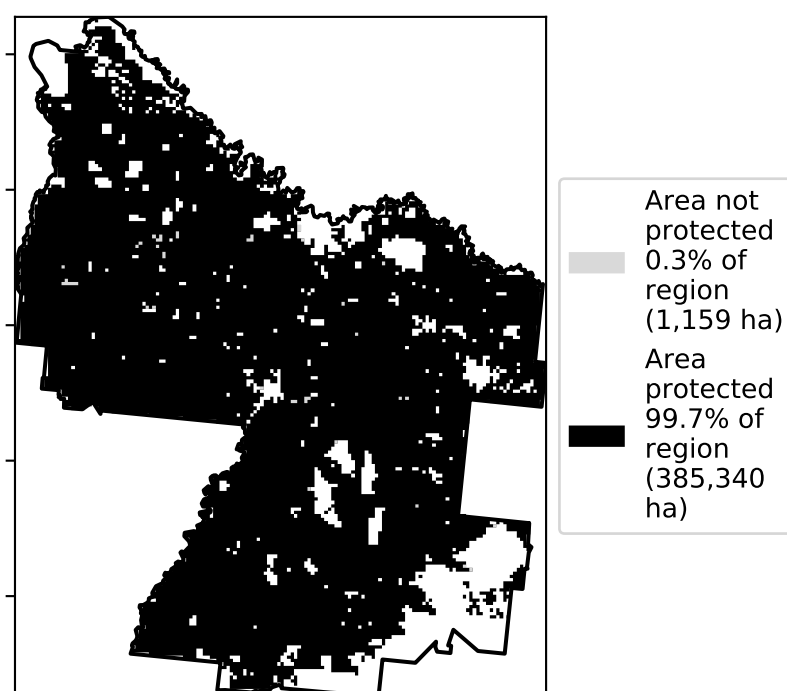 Area not
protected
0.3% of
region
(1,159 ha)
Area
protected
99.7% of
region
(385,340
ha)